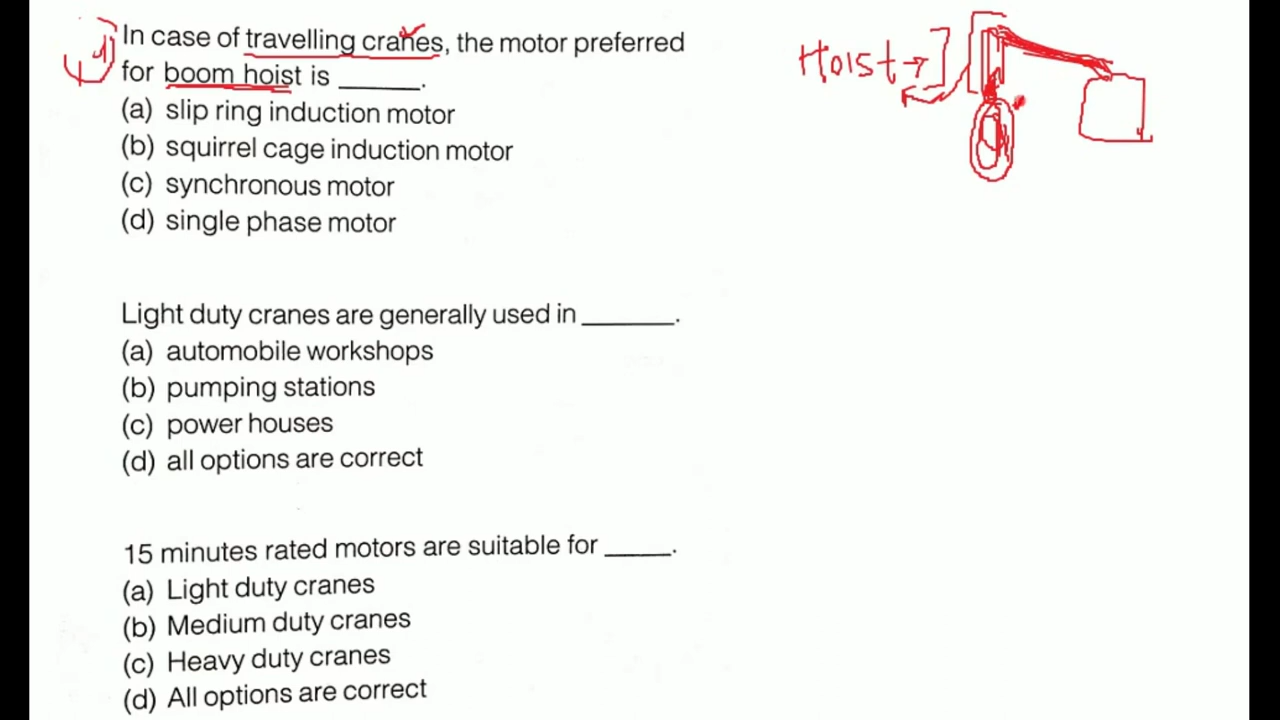 1)
In case of travelling cranes, the motor preferred
for boom hoist is ______.
(a) slip ring induction motor
(b) squirrel cage induction motor
(c) synchronous motor
(d) single phase motor
Hoist →
Light duty cranes are generally used in ______.
(a) automobile workshops
(b) pumping stations
(c) power houses
(d) all options are correct
15 minutes rated motors are suitable for _____.
(a) Light duty cranes
(b) Medium duty cranes
(c) Heavy duty cranes
(d) All options are correct